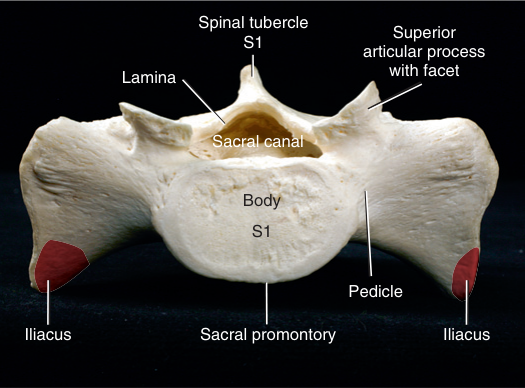 Spinal tubercle
S1
Superior
articular process
with facet
Lamina
Sacral canal
Body
S1
Pedicle
Iliacus
Sacral promontory
Iliacus